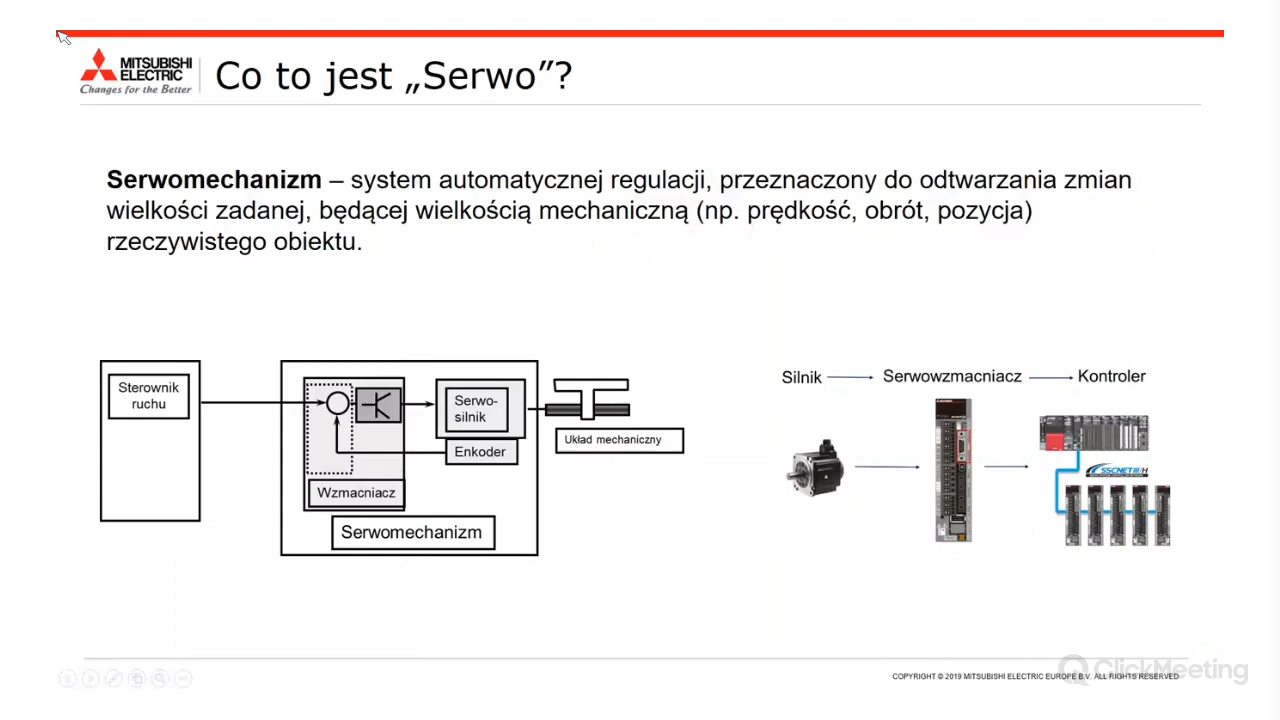 MITSUBISHI
ELECTRIC
Changes for the Better
Co to jest „Serwo”?
Serwomechanizm – system automatycznej regulacji, przeznaczony do odtwarzania zmian
wielkości zadanej, będącej wielkością mechaniczną (np. prędkość, obrót, pozycja)
rzeczywistego obiektu.
Sterownik
ruchu
Serwo-
silnik
Enkoder
Wzmacniacz
Serwomechanizm
Układ mechaniczny
Silnik
Serwowzmacniacz
Kontroler
SSCNET III/H
COPYRIGHT © 2019 MITSUBISHI ELECTRIC EUROPE B.V. ALL RIGHTS RESERVED
ClickMeeting